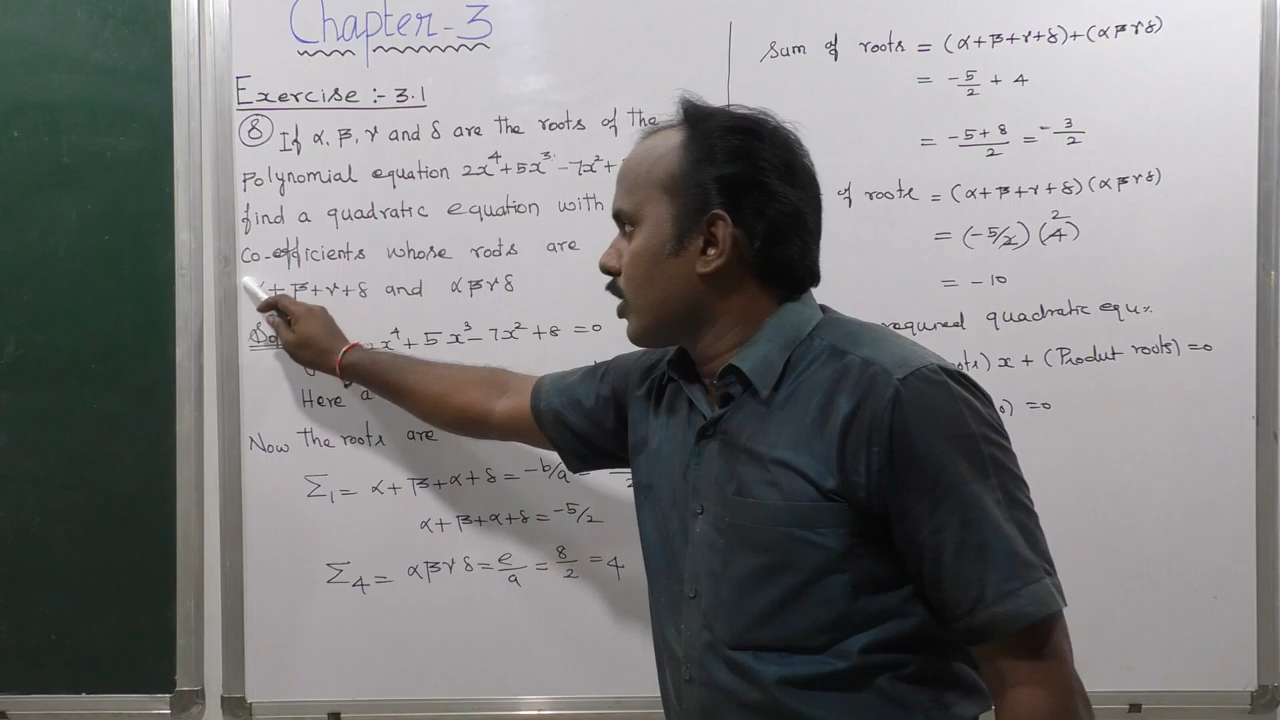 Chapter-3
Exercise :- 3.1
⑧ If α, β, γ and δ are the roots of the
polynomial equation 2x⁴+5x³-7x²+
find a quadratic equation with
co-efficients whose roots are
+β+γ+δ and αβγδ
x⁴+5x³-7x²+8=0
Here a
Now the roots are
Σ₁= α+β+α+δ=-b/a=
α+β+α+δ=-5/2
Σ₄= αβγδ=e/a=8/2=4
Sum of roots = (α+β+γ+δ)+(αβγδ)
= -5/2 + 4
= -5+8/2 = -3/2
of roots = (α+β+γ+δ)(αβγδ)
= (-5/2)(4) 2
= -10
requured quadratic equ:
) x + (Produt roots)=0
) =0